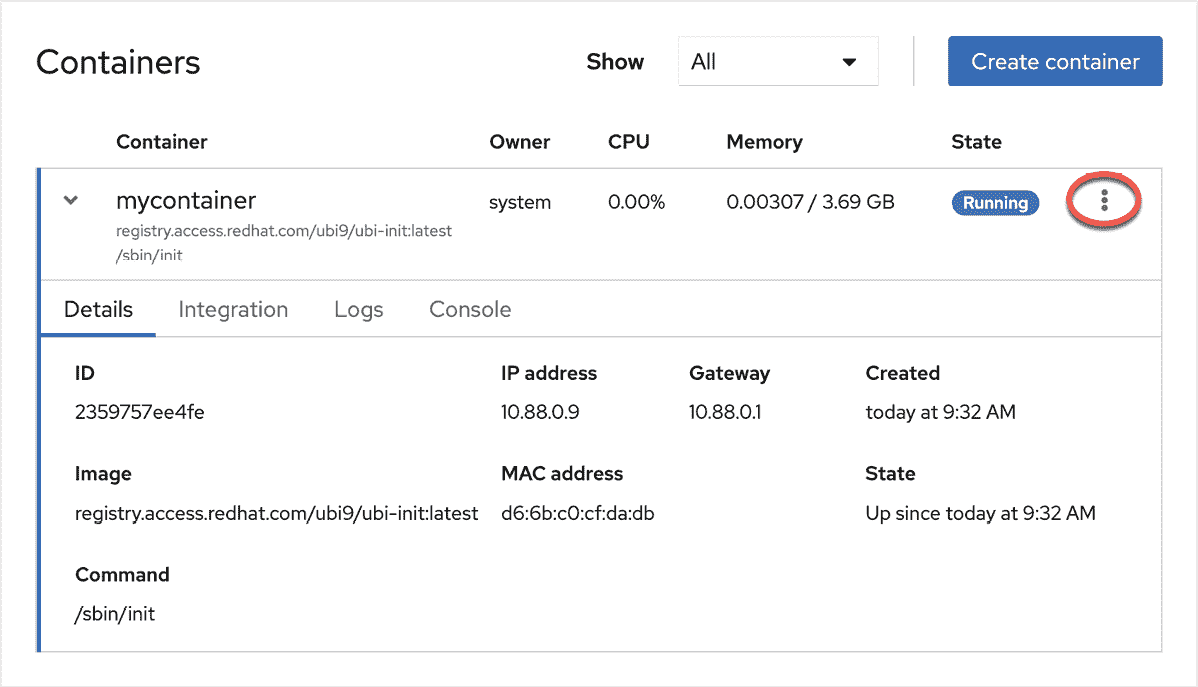 Containers
Show All Create container
Container Owner CPU Memory State
mycontainer system 0.00% 0.00307 / 3.69 GB Running
registry.access.redhat.com/ubi9/ubi-init:latest
/sbin/init
Details Integration Logs Console
ID IP address Gateway Created
2359757ee4fe 10.88.0.9 10.88.0.1 today at 9:32 AM
Image MAC address State
registry.access.redhat.com/ubi9/ubi-init:latest d6:6b:c0:cf:da:db Up since today at 9:32 AM
Command
/sbin/init